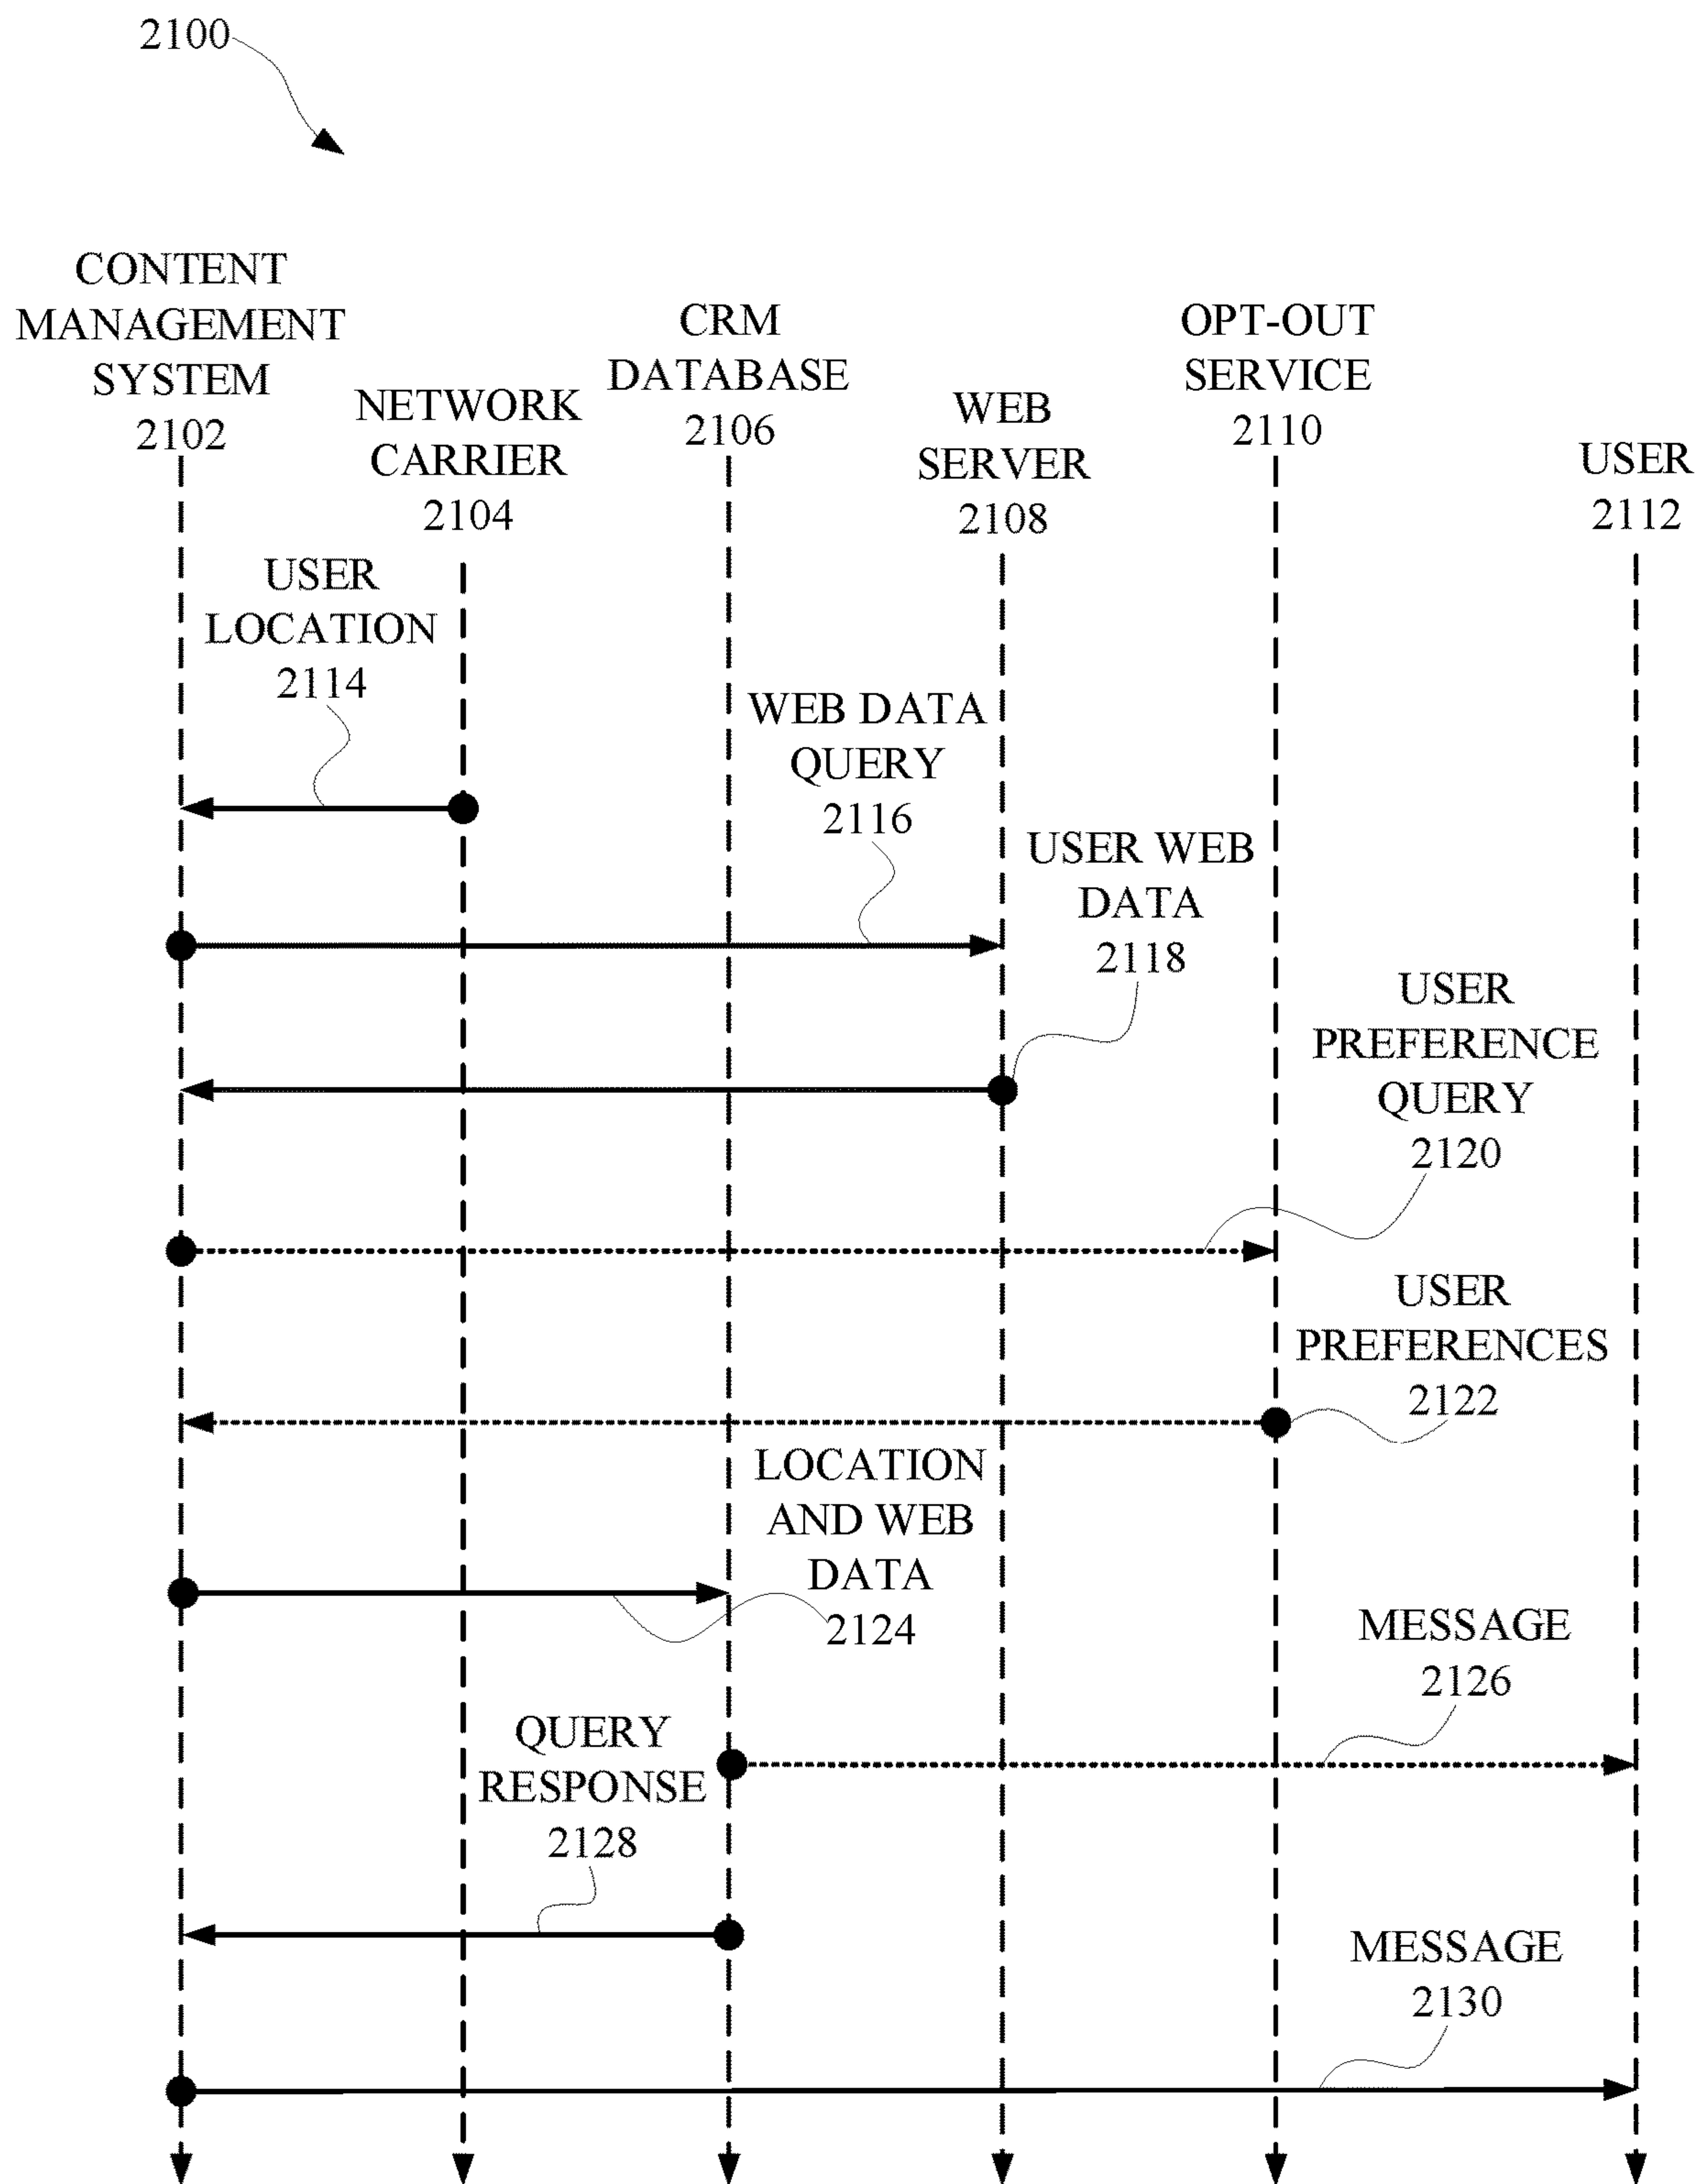 2100
CONTENT
MANAGEMENT
SYSTEM
2102
NETWORK
CARRIER
2104
CRM
DATABASE
2106
WEB
SERVER
2108
OPT-OUT
SERVICE
2110
USER
2112
USER
LOCATION
2114
WEB DATA
QUERY
2116
USER WEB
DATA
2118
USER
PREFERENCE
QUERY
2120
USER
PREFERENCES
2122
LOCATION
AND WEB
DATA
2124
MESSAGE
2126
QUERY
RESPONSE
2128
MESSAGE
2130